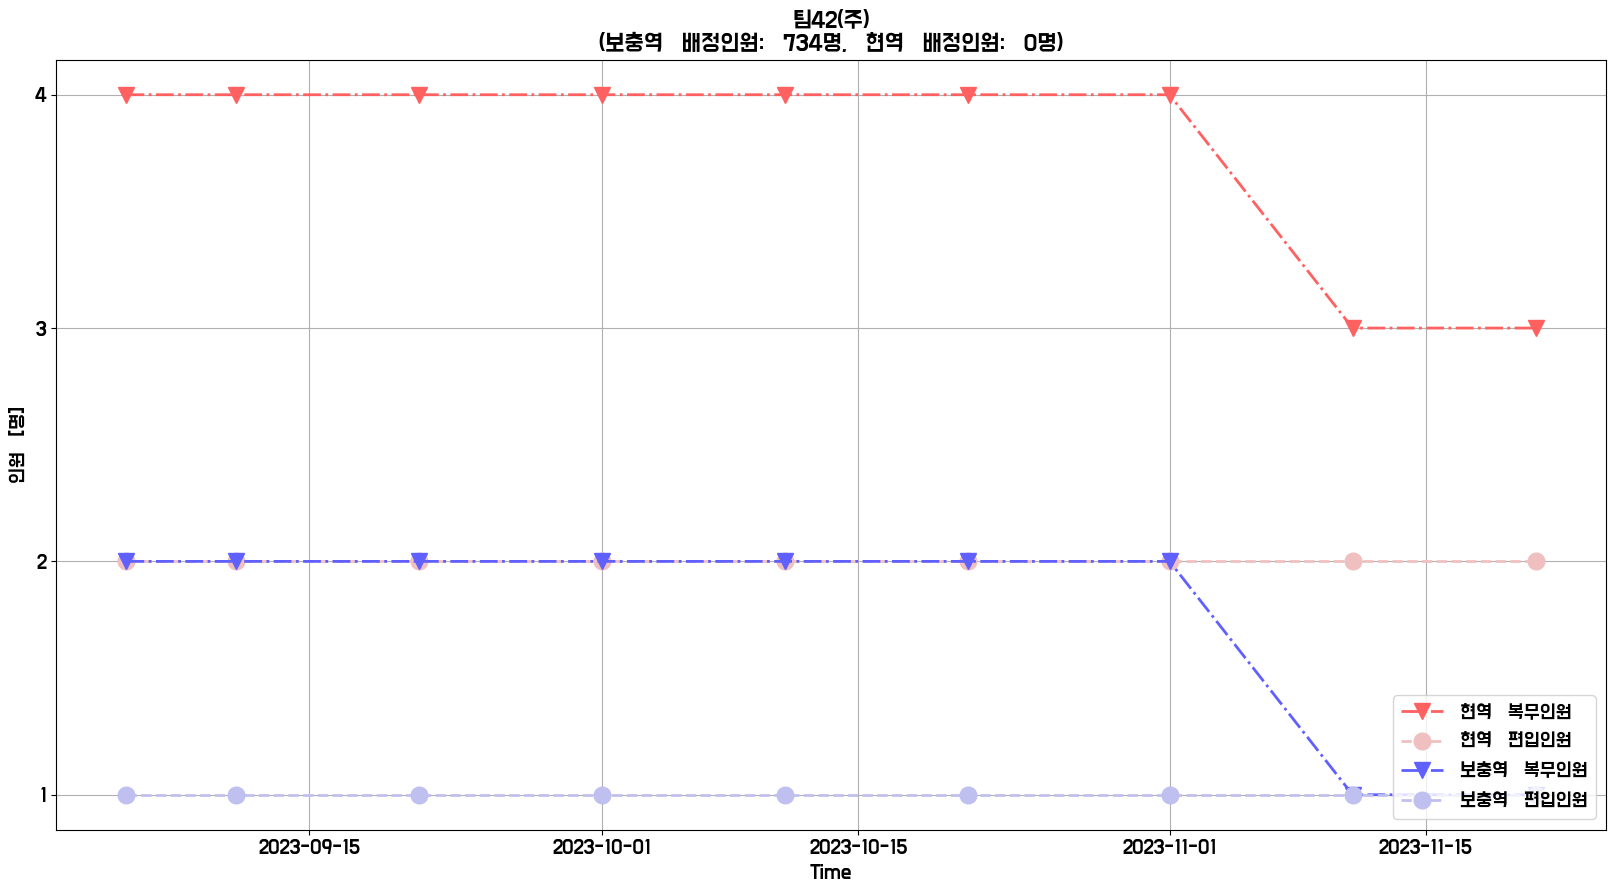 팀42(주)
(보충역 배정인원: 734명, 현역 배정인원: 0명)
4
3
2
1
인원 [명]
현역 복무인원
현역 편입인원
보충역 복무인원
보충역 편입인원
2023-09-15 2023-10-01 2023-10-15 2023-11-01 2023-11-15
Time